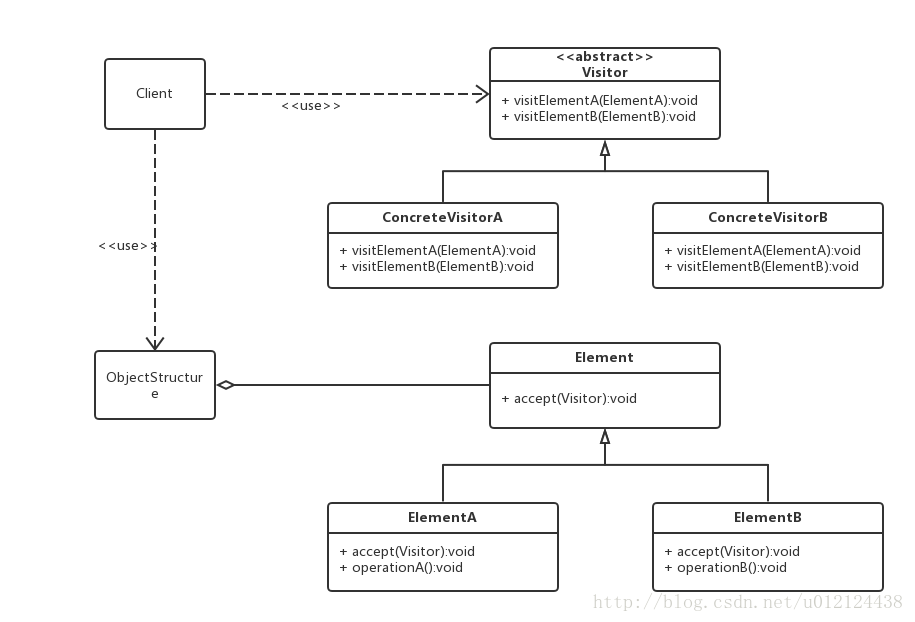 <<abstract>>
Visitor
Client
+ visitElementA(ElementA):void
<<use>>
+ visitElementB(ElementB):void
ConcreteVisitorA
ConcreteVisitorB
<<use>>
+ visitElementA(ElementA):void
+ visitElementB(ElementB):void
+ visitElementA(ElementA):void
+ visitElementB(ElementB):void
ObjectStructur
e
Element
+ accept(Visitor):void
ElementA
+ accept(Visitor):void
+ operationA():void
ElementB
+ accept(Visitor):void
+ operationB():void
http://blog.csdn.net/u012124438